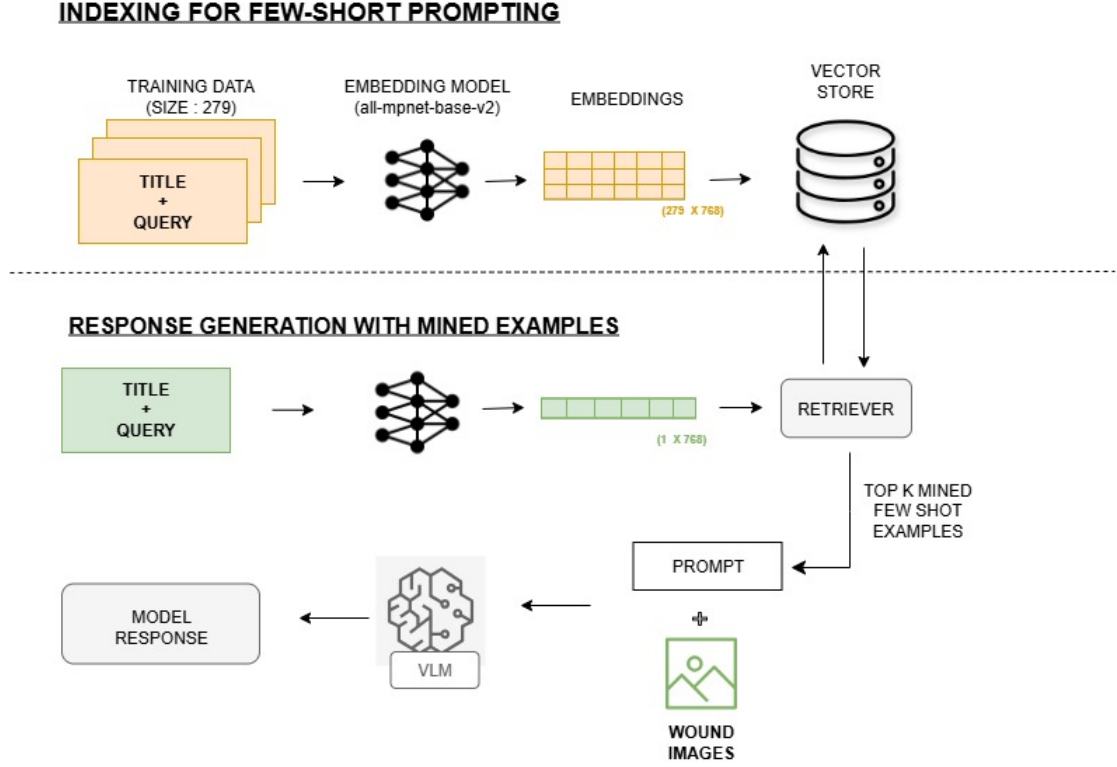 INDEXING FOR FEW-SHORT PROMPTING
TRAINING DATA
(SIZE : 279)
EMBEDDING MODEL
(all-mpnet-base-v2)
EMBEDDINGS
VECTOR
STORE
TITLE
+
QUERY
(279 X 768)
RESPONSE GENERATION WITH MINED EXAMPLES
TITLE
+
QUERY
(1 X 768)
RETRIEVER
TOP K MINED
FEW SHOT
EXAMPLES
PROMPT
+
WOUND
IMAGES
VLM
MODEL
RESPONSE